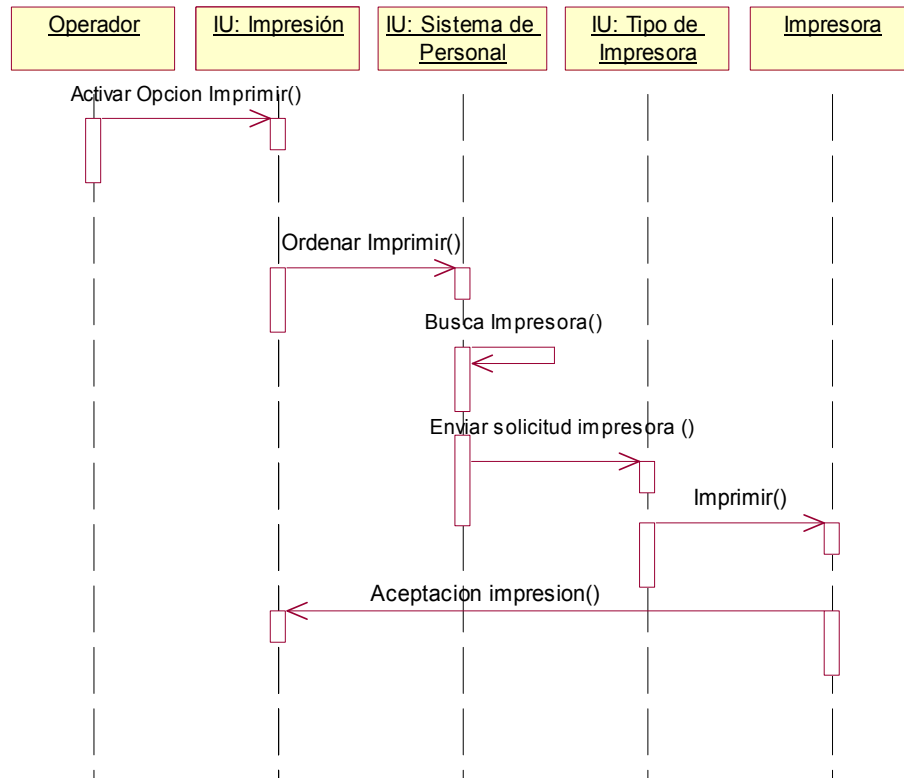 Operador
IU: Impresión
IU: Sistema de
Personal
IU: Tipo de
Impresora
Impresora
Activar Opcion Imprimir()
Ordenar Imprimir()
Busca Impresora()
Enviar solicitud impresora ()
Imprimir()
Aceptacion impresion()